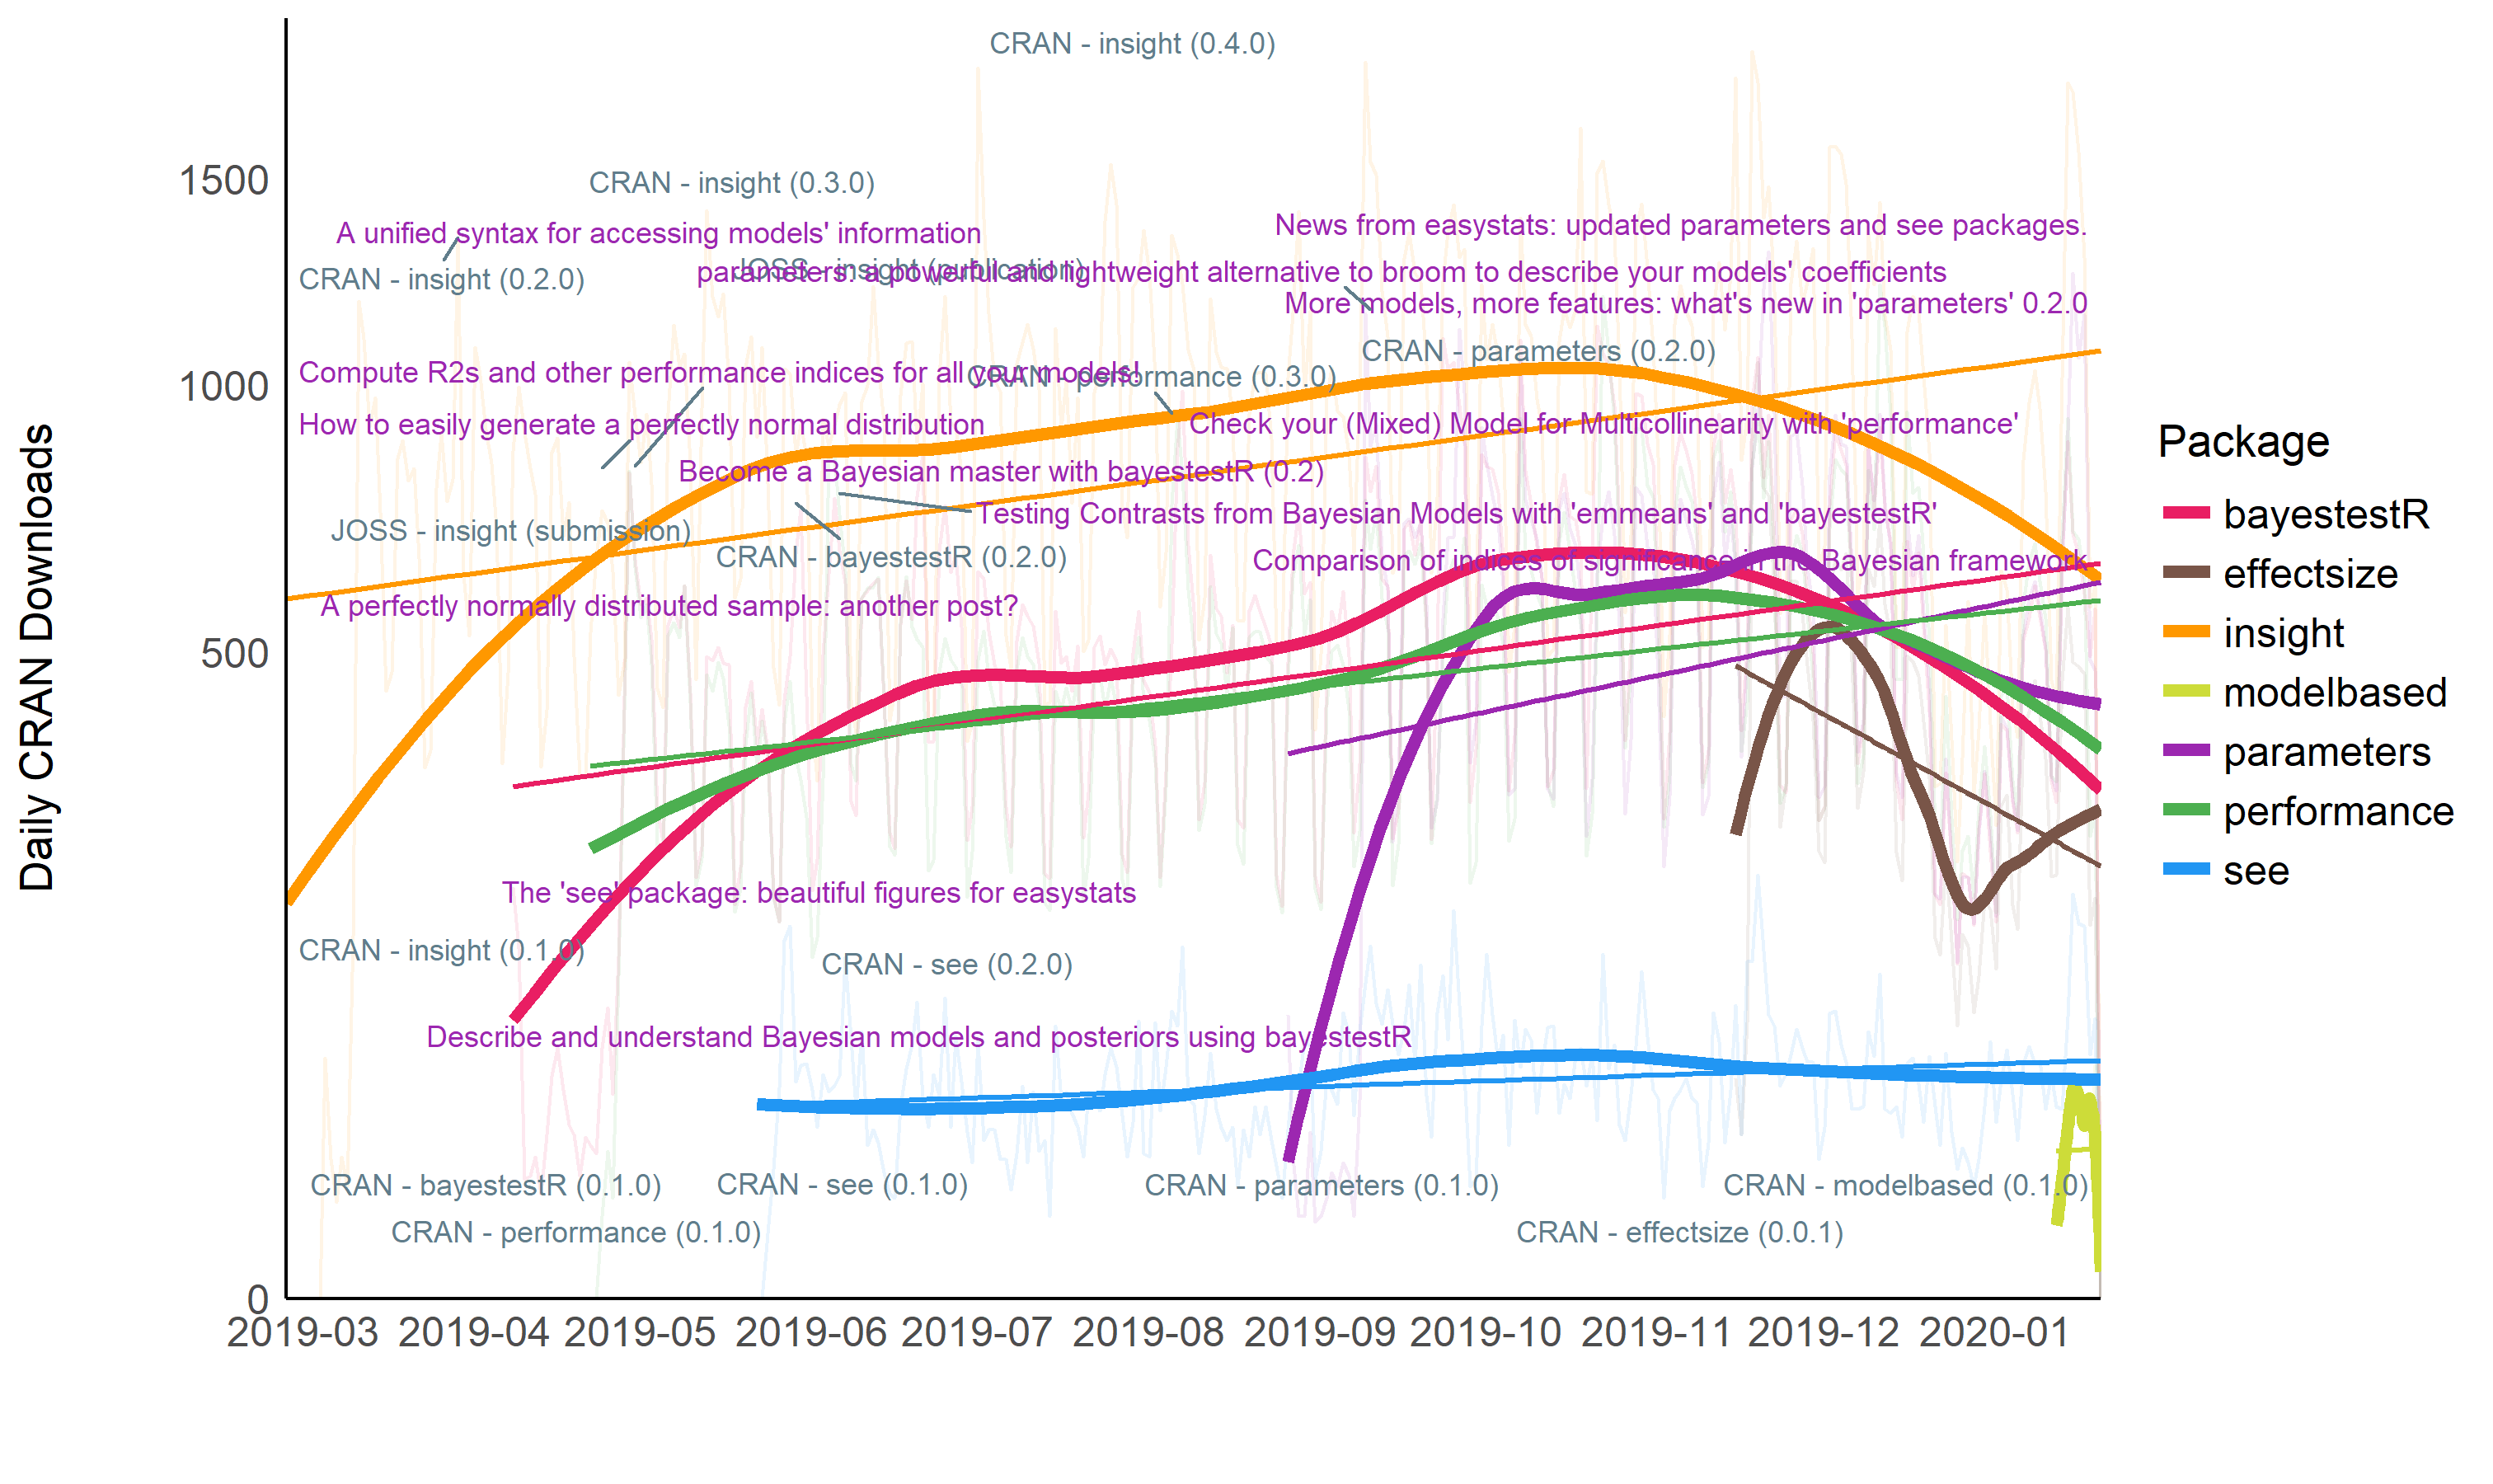 CRAN - insight (0.4.0)
1500
CRAN - insight (0.3.0)
A unified syntax for accessing models' information
News from easystats: updated parameters and see packages.
CRAN - insight (0.2.0)
JOSS - insight (publication)
parameters: a powerful and lightweight alternative to broom to describe your models' coefficients
More models, more features: what's new in 'parameters' 0.2.0
CRAN - parameters (0.2.0)
1000
Compute R2s and other performance indices for all your models!
CRAN - performance (0.3.0)
How to easily generate a perfectly normal distribution
Check your (Mixed) Model for Multicollinearity with 'performance'
Become a Bayesian master with bayestestR (0.2)
Testing Contrasts from Bayesian Models with 'emmeans' and 'bayestestR'
JOSS - insight (submission)
CRAN - bayestestR (0.2.0)
Comparison of indices of significance in the Bayesian framework
A perfectly normally distributed sample: another post?
500
The 'see' package: beautiful figures for easystats
CRAN - insight (0.1.0)
CRAN - see (0.2.0)
Describe and understand Bayesian models and posteriors using bayestestR
CRAN - bayestestR (0.1.0)
CRAN - see (0.1.0)
CRAN - parameters (0.1.0)
CRAN - modelbased (0.1.0)
CRAN - performance (0.1.0)
CRAN - effectsize (0.0.1)
0
2019-03 2019-04 2019-05 2019-06 2019-07 2019-08 2019-09 2019-10 2019-11 2019-12 2020-01
Daily CRAN Downloads
Package
bayestestR
effectsize
insight
modelbased
parameters
performance
see